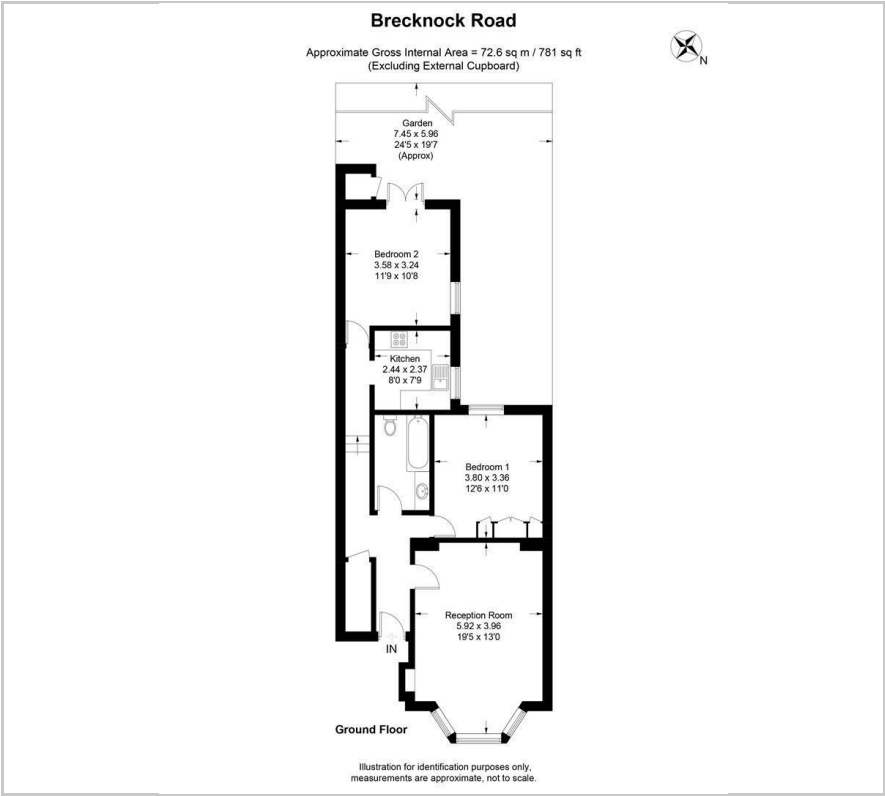 Brecknock Road
Approximate Gross Internal Area = 72.6 sq m / 781 sq ft
(Excluding External Cupboard)
N
Garden
7.45 x 5.96
24'5 x 19'7
(Approx)
Bedroom 2
3.58 x 3.24
11'9 x 10'8
Kitchen
2.44 x 2.37
8'0 x 7'9
Bedroom 1
3.80 x 3.36
12'6 x 11'0
Reception Room
5.92 x 3.96
19'5 x 13'0
IN
Ground Floor
Illustration for identification purposes only,
measurements are approximate, not to scale.